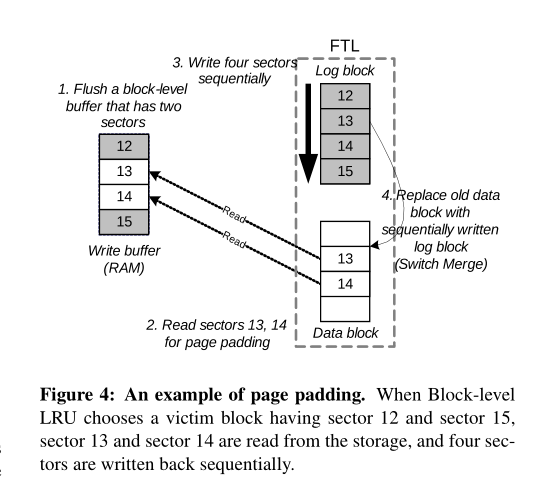 FTL
3. Write four sectors
sequentially
Log block
1. Flush a block-level
buffer that has two
sectors
12
13
14
15
12
13
14
15
Read
Read
4. Replace old data
block with
sequentially written
log block
(Switch Merge)
Write buffer
(RAM)
13
14
2. Read sectors 13, 14
for page padding
Data block
Figure 4: An example of page padding. When Block-level
LRU chooses a victim block having sector 12 and sector 15,
sector 13 and sector 14 are read from the storage, and four sec-
tors are written back sequentially.